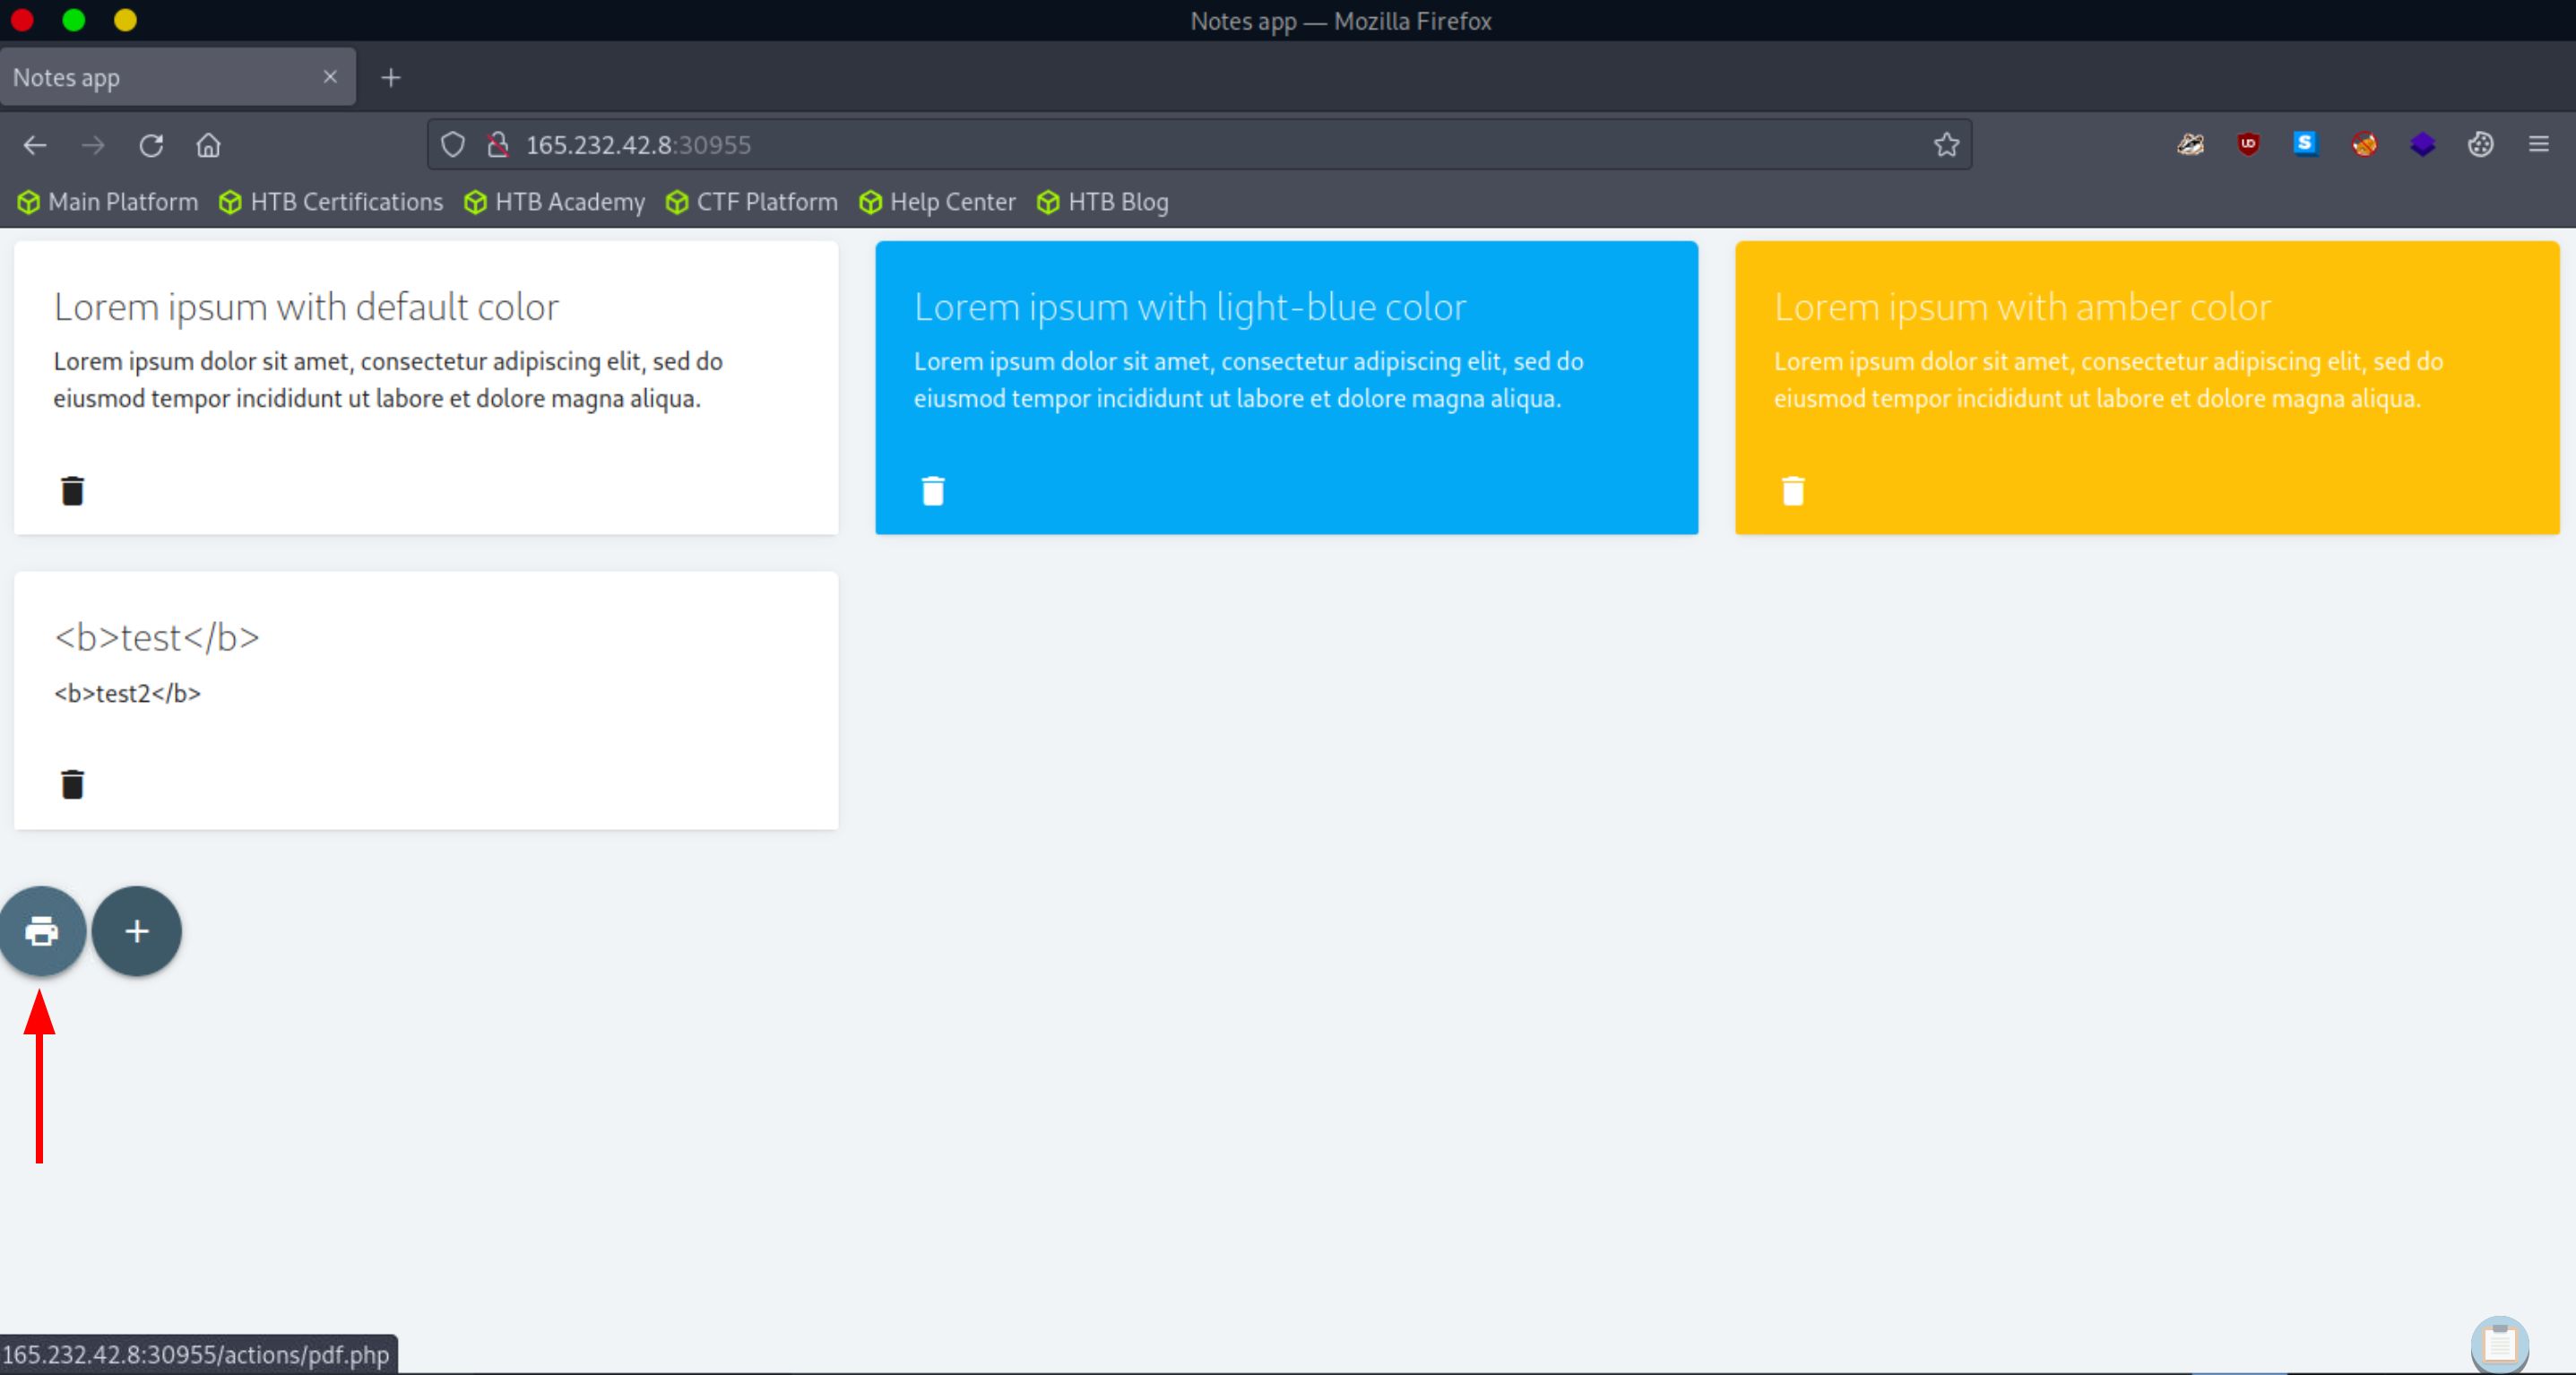 Notes app — Mozilla Firefox
Notes app
165.232.42.8:30955
Main Platform HTB Certifications HTB Academy CTF Platform Help Center HTB Blog
Lorem ipsum with default color
Lorem ipsum dolor sit amet, consectetur adipiscing elit, sed do
eiusmod tempor incididunt ut labore et dolore magna aliqua.
Lorem ipsum with light-blue color
Lorem ipsum dolor sit amet, consectetur adipiscing elit, sed do
eiusmod tempor incididunt ut labore et dolore magna aliqua.
Lorem ipsum with amber color
Lorem ipsum dolor sit amet, consectetur adipiscing elit, sed do
eiusmod tempor incididunt ut labore et dolore magna aliqua.
<b>test</b>
<b>test2</b>
165.232.42.8:30955/actions/pdf.php